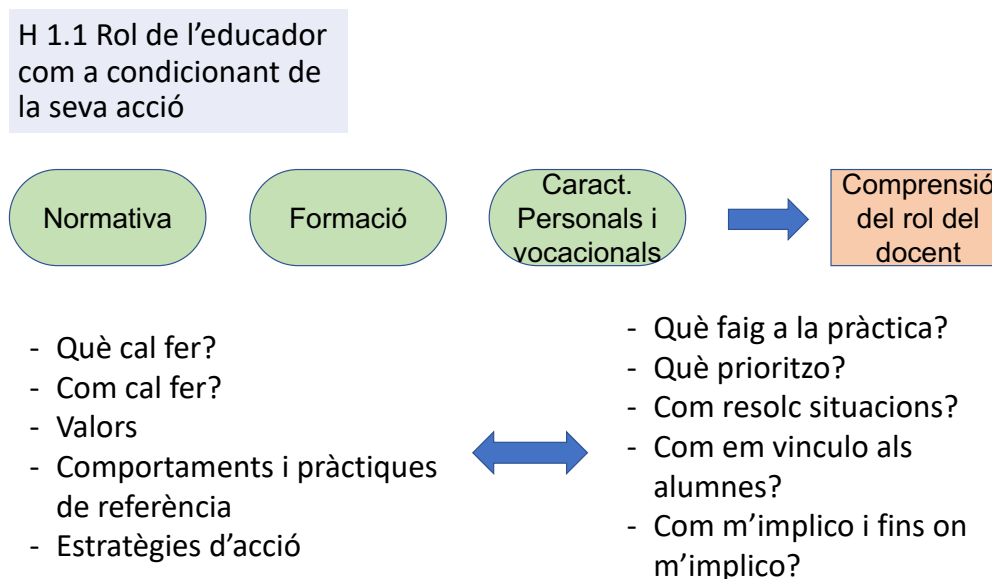 H 1.1 Rol de l’educador
com a condicionant de
la seva acció
Normativa
Formació
Caract.
Personals i
vocacionals
Comprensió
del rol del
docent
- Què cal fer?
- Com cal fer?
- Valors
- Comportaments i pràctiques
de referència
- Estratègies d’acció
- Què faig a la pràctica?
- Què prioritzo?
- Com resolc situacions?
- Com em vinculo als
alumnes?
- Com m’implico i fins on
m’implico?